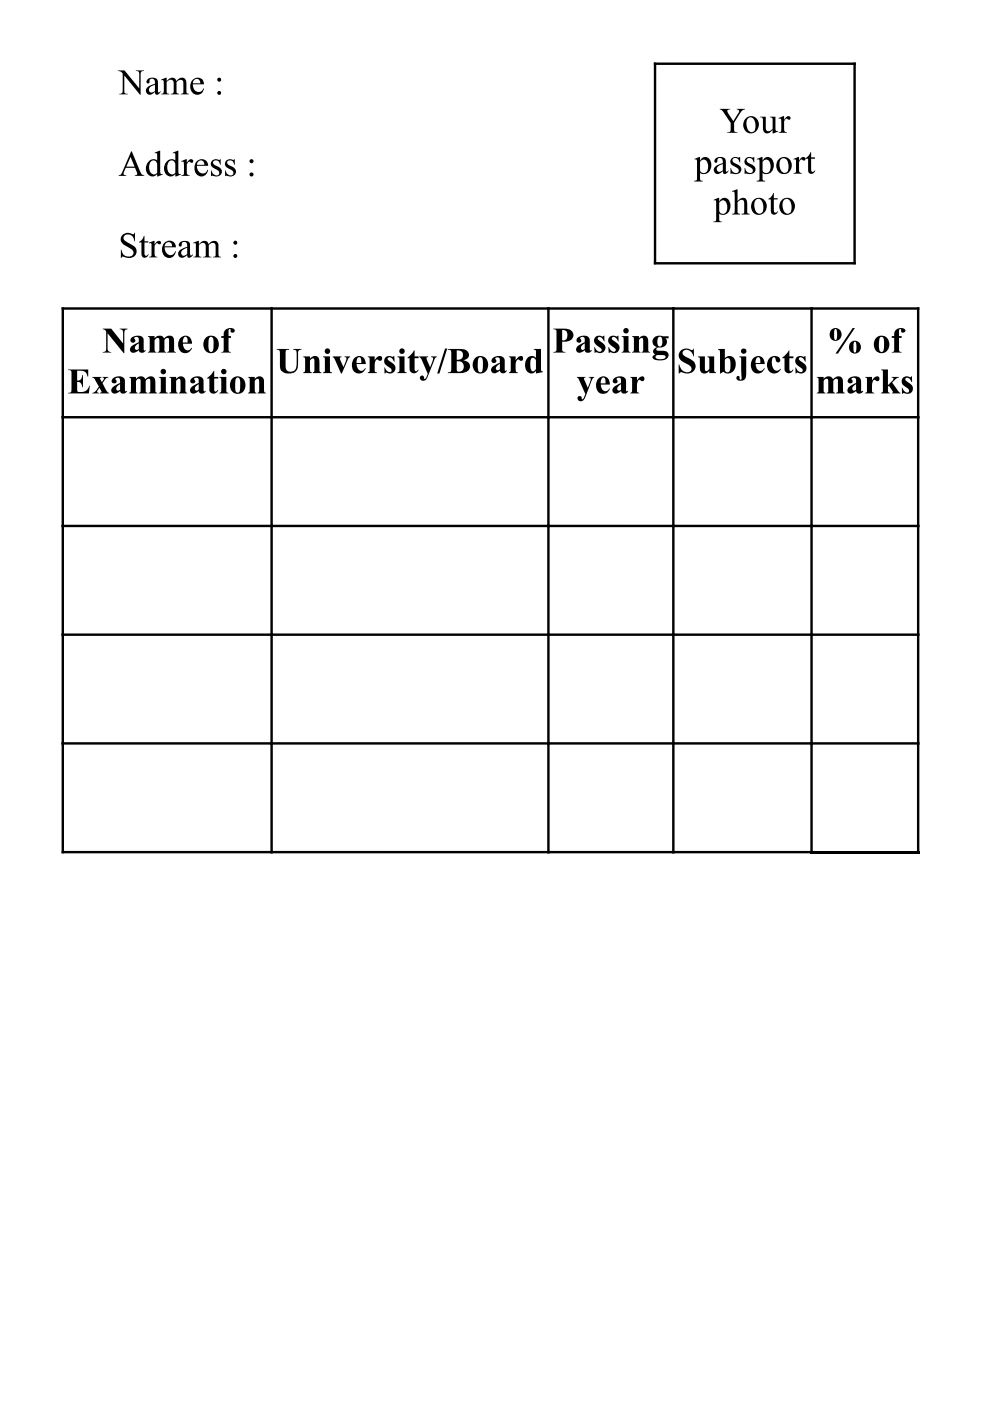 Name :
Address :
Stream :
Your
passport
photo
Name of
Examination
University/Board
Passing
year
Subjects
% of
marks